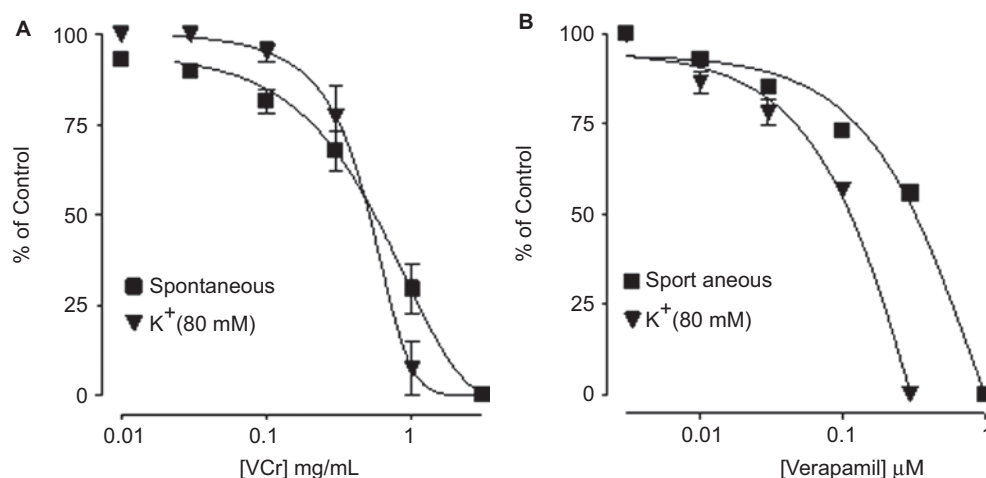 A
% of Control
100
75
50
25
0
Spontaneous
K+(80 mM)
0.01
0.1
1
[VCr] mg/mL
B
% of Control
100
75
50
25
0
Sport aneous
K+(80 mM)
0.01
0.1
1
[Verapamil] μM